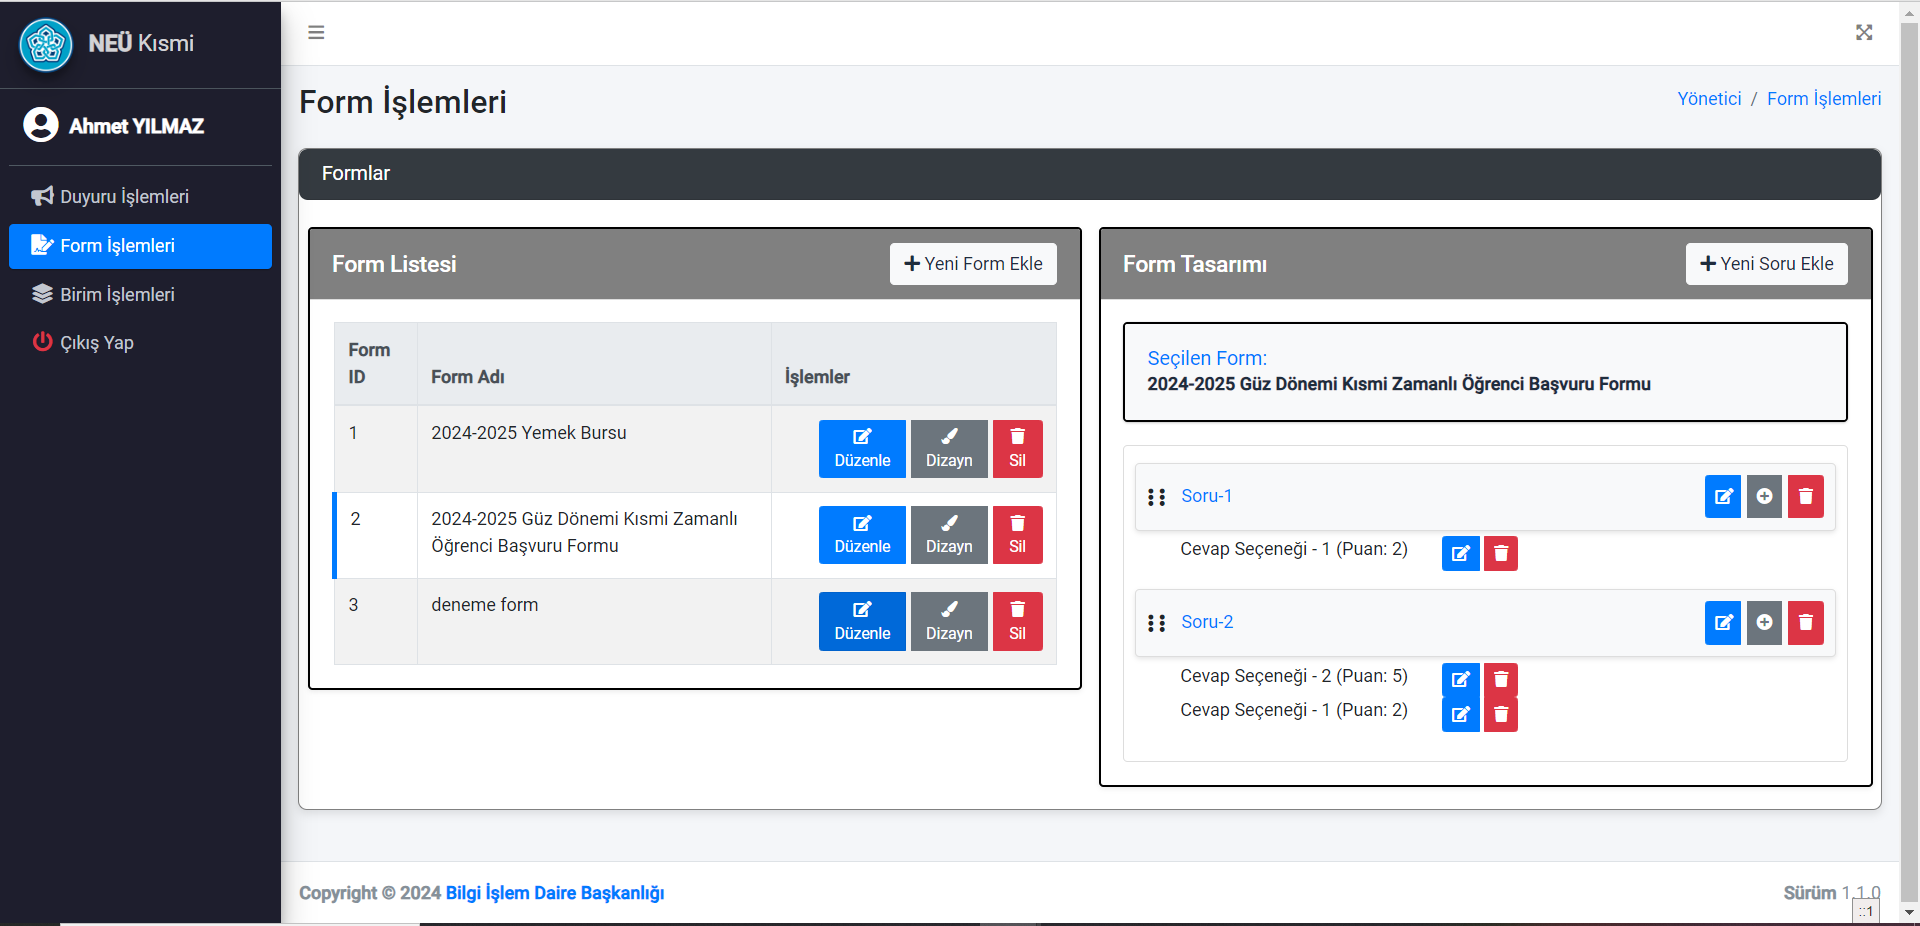 NEÜ Kısmi
Ahmet YILMAZ
Duyuru İşlemleri
Form İşlemleri
Birim İşlemleri
Çıkış Yap
Form İşlemleri
Yönetici / Form İşlemleri
Formlar
Form Listesi
Yeni Form Ekle
Form ID
Form Adı
İşlemler
1
2024-2025 Yemek Bursu
Düzenle
Dizayn
Sil
2
2024-2025 Güz Dönemi Kısmi Zamanlı
Öğrenci Başvuru Formu
Düzenle
Dizayn
Sil
3
deneme form
Düzenle
Dizayn
Sil
Form Tasarımı
Yeni Soru Ekle
Seçilen Form:
2024-2025 Güz Dönemi Kısmi Zamanlı Öğrenci Başvuru Formu
Soru-1
Cevap Seçeneği - 1 (Puan: 2)
Soru-2
Cevap Seçeneği - 2 (Puan: 5)
Cevap Seçeneği - 1 (Puan: 2)
Copyright © 2024 Bilgi İşlem Daire Başkanlığı
Sürüm 1.1.0
::1